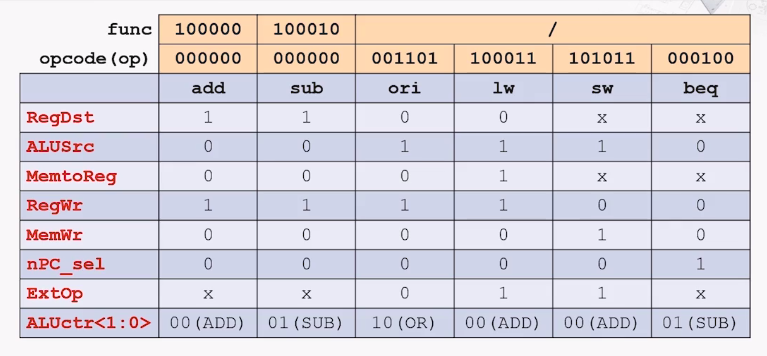 func 100000 100010 /
opcode(op) 000000 000000 001101 100011 101011 000100
add sub ori lw sw beq
RegDst 1 1 0 0 x x
ALUSrc 0 0 1 1 1 0
MemtoReg 0 0 0 1 x x
RegWr 1 1 1 1 0 0
MemWr 0 0 0 0 1 0
nPC_sel 0 0 0 0 0 1
ExtOp x x 0 1 1 x
ALUctr<1:0> 00(ADD) 01(SUB) 10(OR) 00(ADD) 00(ADD) 01(SUB)